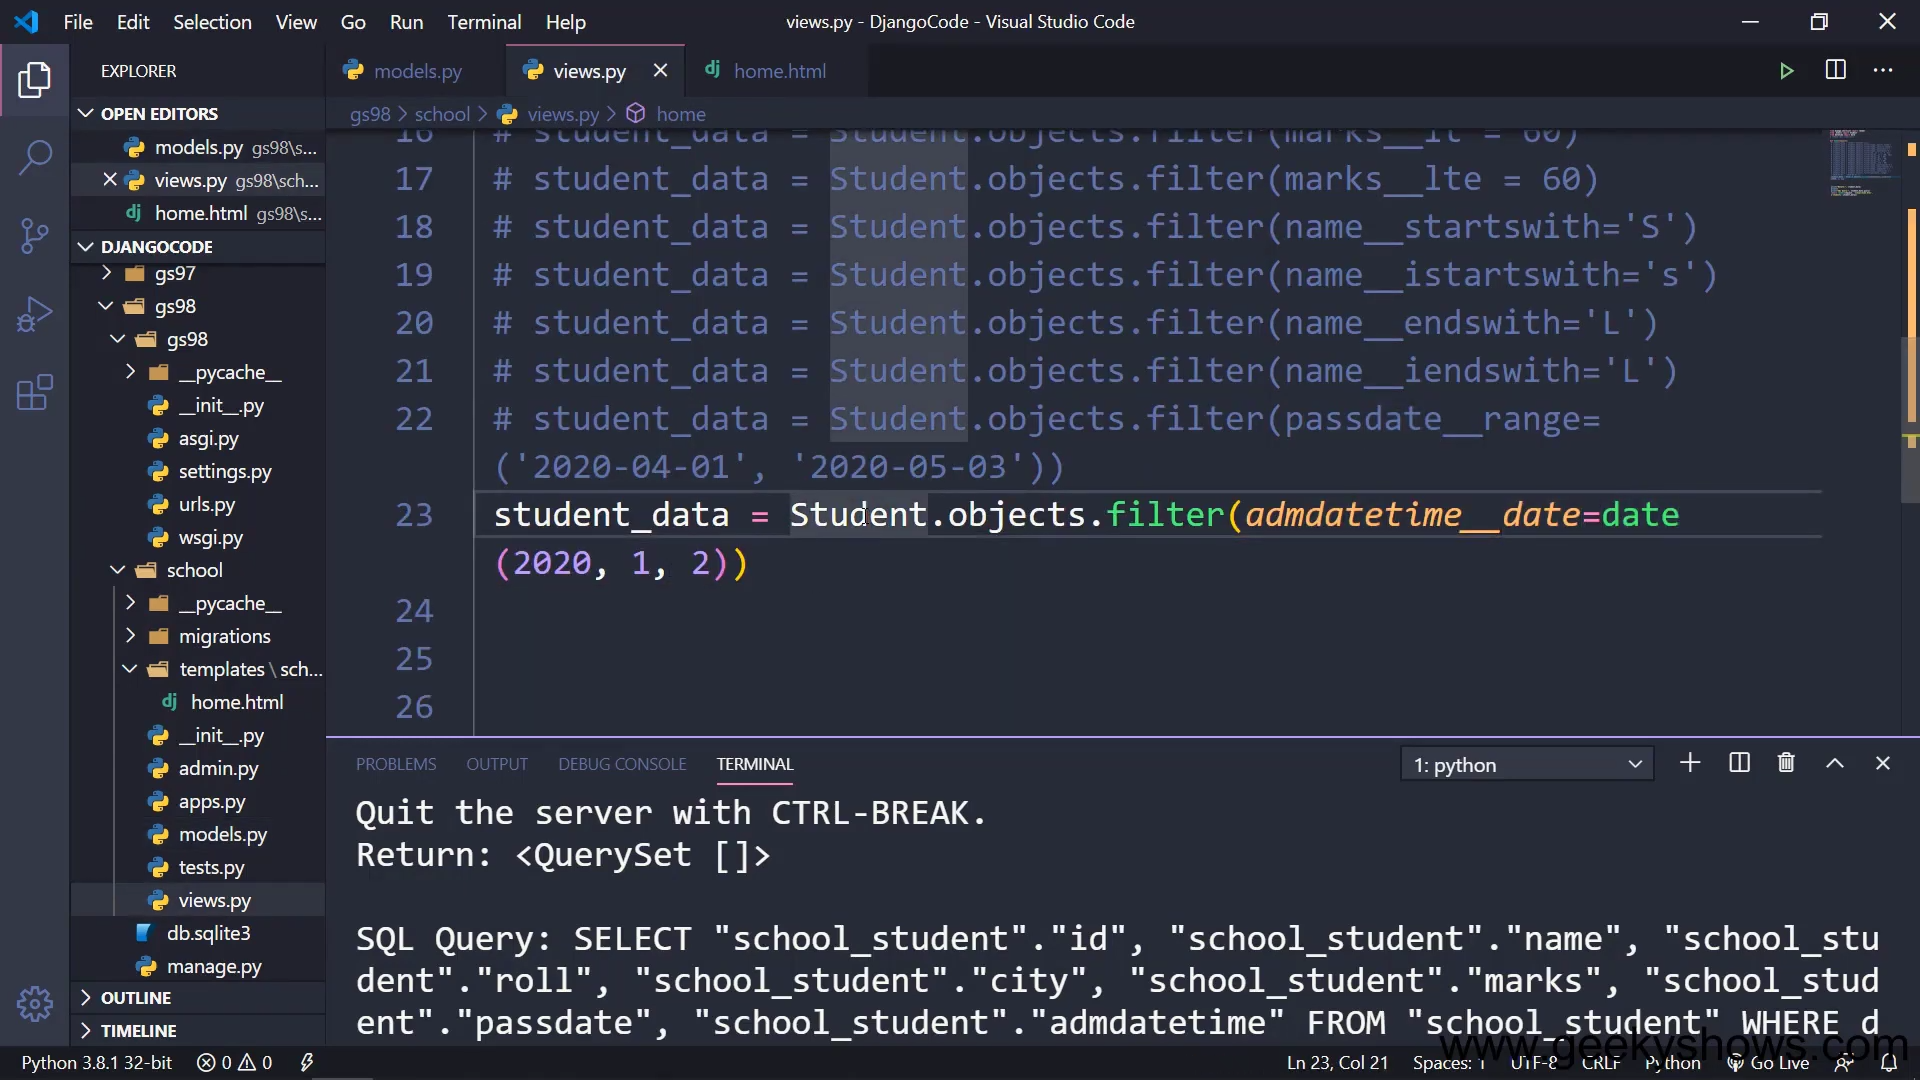 File Edit Selection View Go Run Terminal Help
views.py - DjangoCode - Visual Studio Code
EXPLORER
OPEN EDITORS
models.py gs98\s...
views.py gs98\sch...
home.html gs98\s...
DJANGOCODE
gs97
gs98
gs98
__pycache__
__init__.py
asgi.py
settings.py
urls.py
wsgi.py
school
__pycache__
migrations
templates \ sch...
home.html
__init__.py
admin.py
apps.py
models.py
tests.py
views.py
db.sqlite3
manage.py
OUTLINE
TIMELINE
models.py views.py home.html
gs98 > school > views.py > home
16 # student_data = Student.objects.filter(marks__lt = 60)
17 # student_data = Student.objects.filter(marks__lte = 60)
18 # student_data = Student.objects.filter(name__startswith='S')
19 # student_data = Student.objects.filter(name__istartswith='s')
20 # student_data = Student.objects.filter(name__endswith='L')
21 # student_data = Student.objects.filter(name__iendswith='L')
22 # student_data = Student.objects.filter(passdate__range=
('2020-04-01', '2020-05-03'))
23 student_data = Student.objects.filter(admdatetime__date=date
(2020, 1, 2))
24
25
26
PROBLEMS OUTPUT DEBUG CONSOLE TERMINAL 1: python
Quit the server with CTRL-BREAK.
Return: <QuerySet []>
SQL Query: SELECT "school_student"."id", "school_student"."name", "school_stu
dent"."roll", "school_student"."city", "school_student"."marks", "school_stud
ent"."passdate", "school_student"."admdatetime" FROM "school_student" WHERE d
www.geekyshows.com
Python 3.8.1 32-bit 0 0 Ln 23, Col 21 Spaces: 1 UTF-8 CRLF Python Go Live